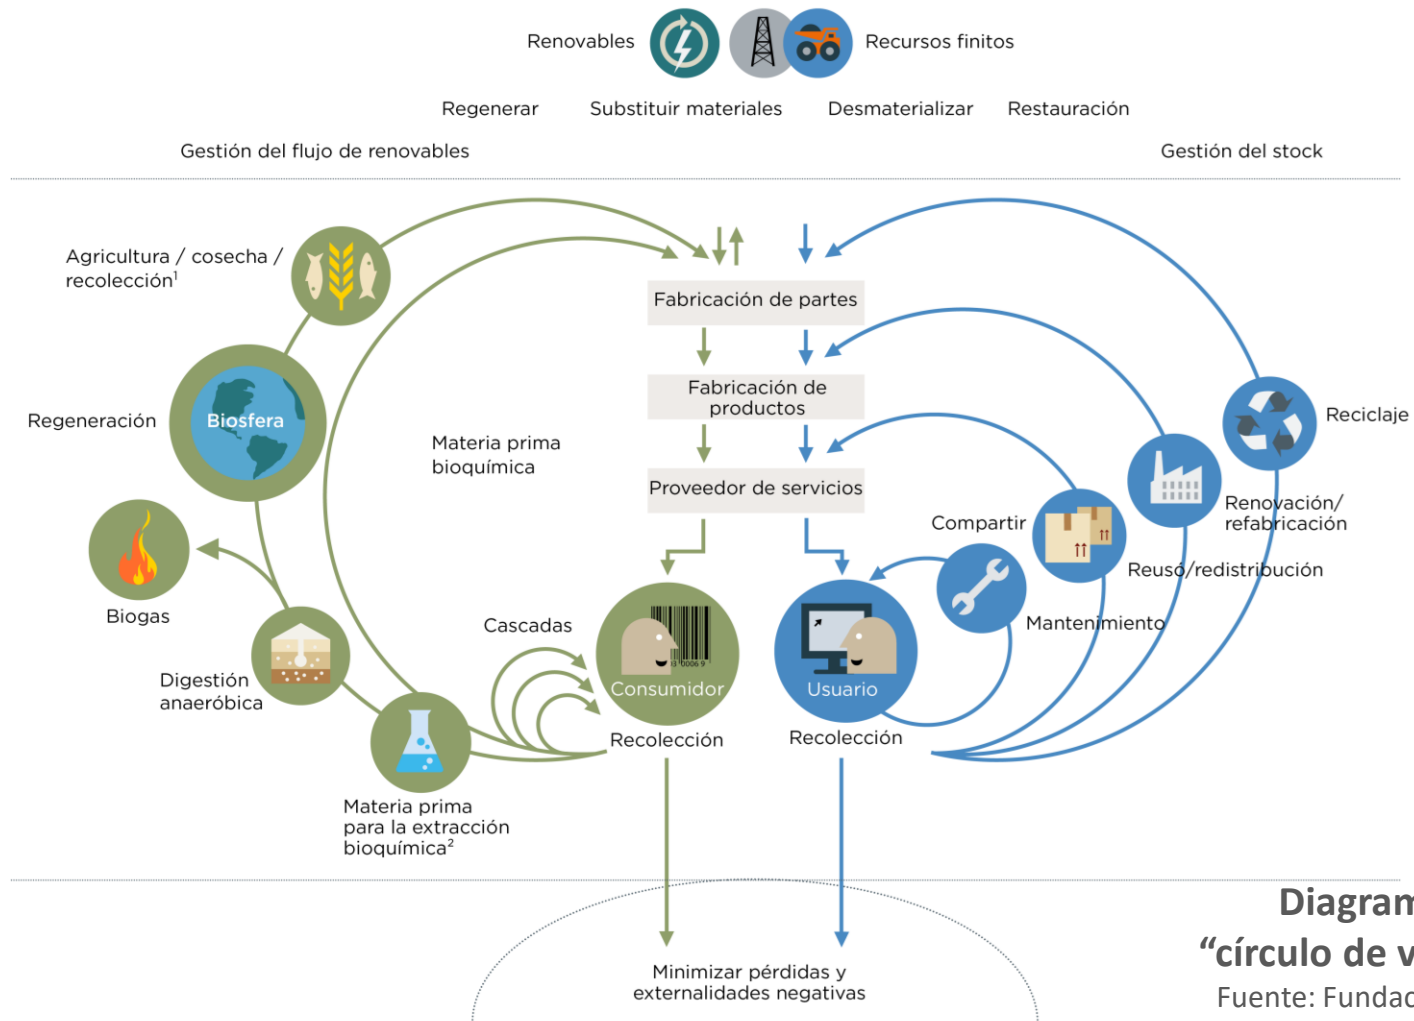 Renovables
Recursos finitos
Regenerar
Substituir materiales
Desmaterializar
Restauración
Gestión del flujo de renovables
Gestión del stock
Agricultura / cosecha /
recolección¹
Fabricación de partes
Fabricación de
productos
Proveedor de servicios
Regeneración
Biosfera
Materia prima
bioquímica
Reciclaje
Renovación/
refabricación
Compartir
Reuso/redistribución
Mantenimiento
Biogas
Cascadas
Digestión
anaeróbica
Consumidor
Usuario
Recolección
Recolección
Materia prima
para la extracción
bioquímica²
Minimizar pérdidas y
externalidades negativas
“círculo de
Fuente: